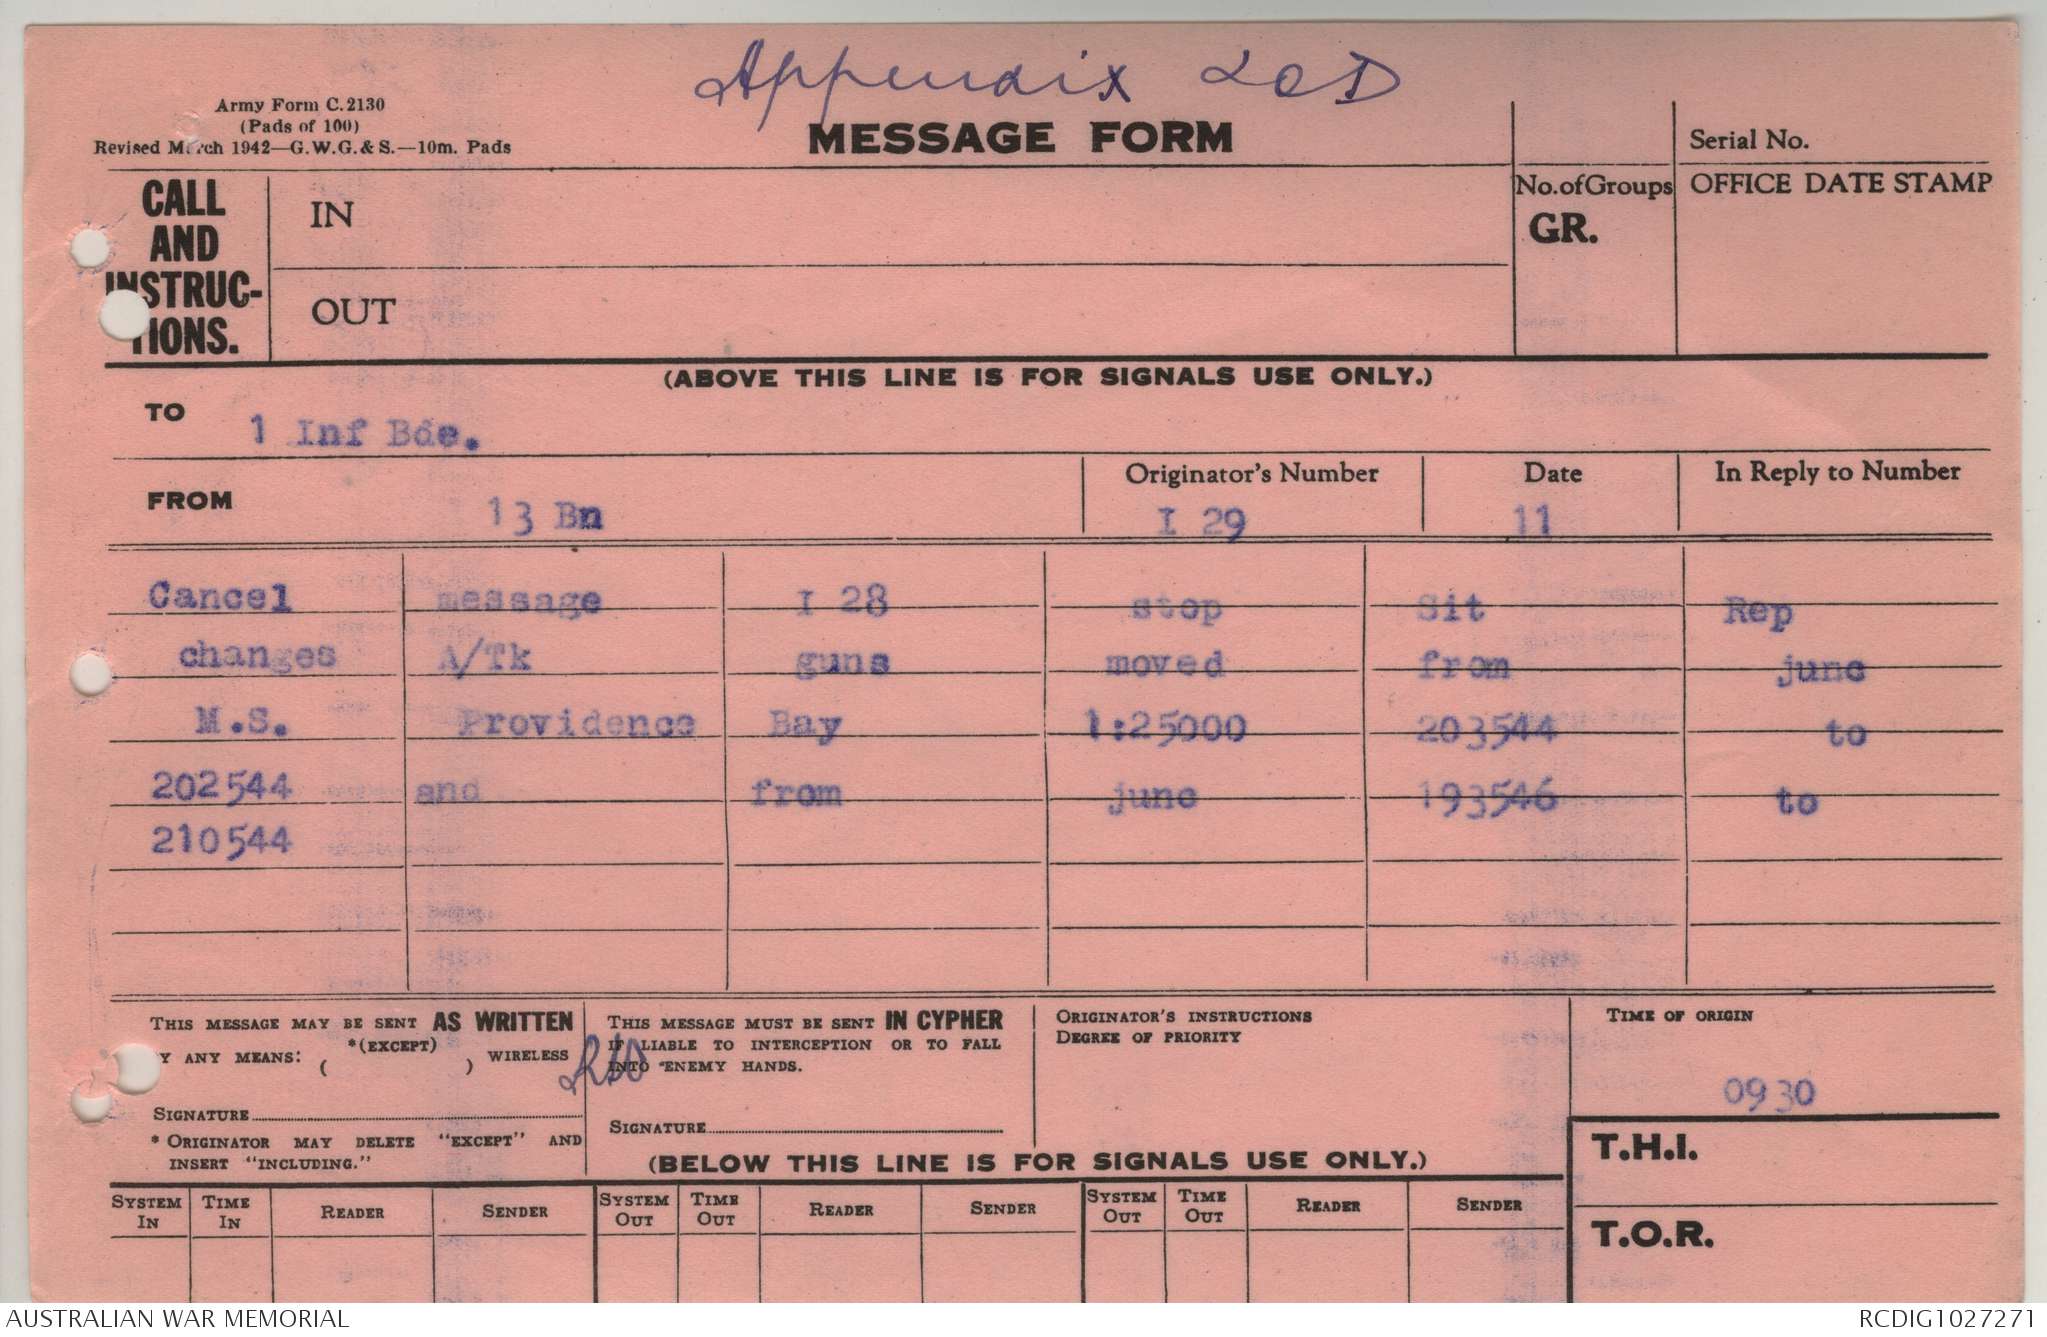 Appendix
Army Form C.2130
(Pads of 100)
Revised March 1942—G.W.G.&S.—10m. Pads
MESSAGE FORM
Serial No.
CALL
AND
INSTRUC-
TIONS.
IN
OUT
No.ofGroups
GR.
OFFICE DATE STAMP
(ABOVE THIS LINE IS FOR SIGNALS USE ONLY.)
TO 1 Inf Bde.
FROM 13 Bn
Originator's Number Date In Reply to Number
I 29 11
Cancel message I 28 stop Sit Rep
changes A/Tk guns moved from junc
M.S. Providence Bay 1:25000 203544 to
202544 and from junc 193546 to
210544
THIS MESSAGE MAY BE SENT AS WRITTEN
Y ANY MEANS: *(EXCEPT) ( ) WIRELESS
SIGNATURE
* ORIGINATOR MAY DELETE "EXCEPT" AND
INSERT "INCLUDING."
THIS MESSAGE MUST BE SENT IN CYPHER
IF LIABLE TO INTERCEPTION OR TO FALL
INTO ENEMY HANDS.
SIGNATURE
ORIGINATOR'S INSTRUCTIONS
DEGREE OF PRIORITY
TIME OF ORIGIN
0930
(BELOW THIS LINE IS FOR SIGNALS USE ONLY.)
T.H.I.
T.O.R.
SYSTEM IN TIME IN READER SENDER SYSTEM OUT TIME OUT READER SENDER SYSTEM OUT TIME OUT READER SENDER
AUSTRALIAN WAR MEMORIAL
RCDIG1027271